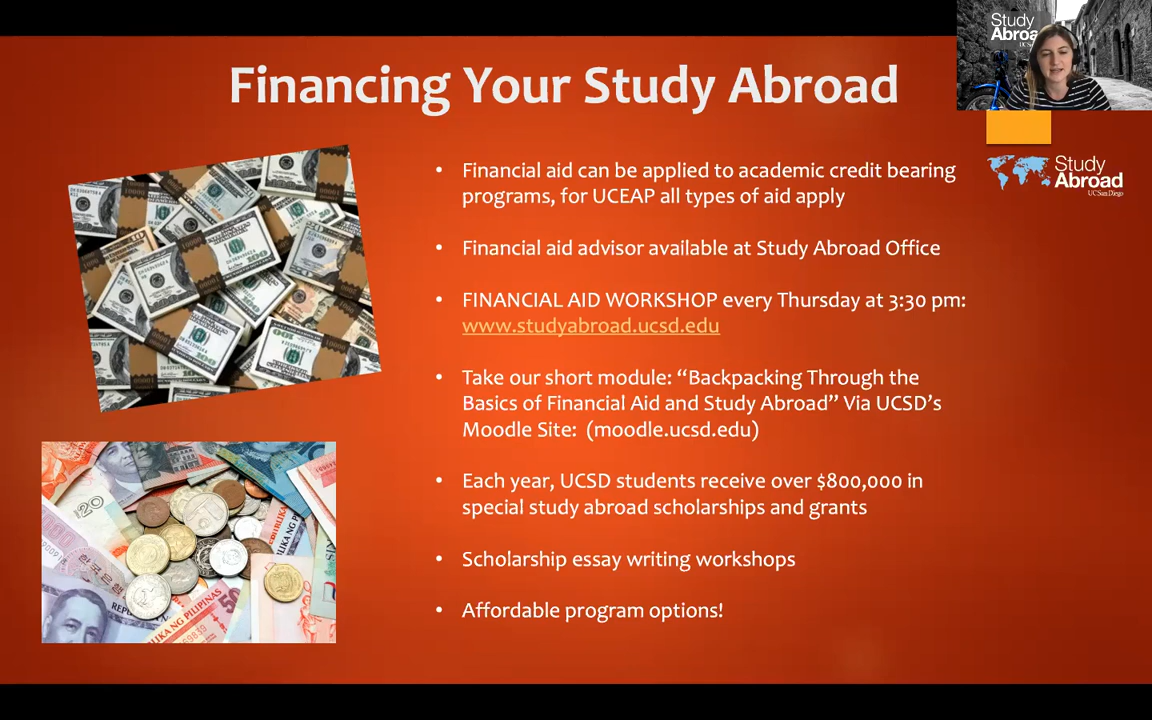 Financing Your Study Abroad
Study
Abroa
Study
Abroad
UC San Diego
• Financial aid can be applied to academic credit bearing
programs, for UCEAP all types of aid apply
• Financial aid advisor available at Study Abroad Office
• FINANCIAL AID WORKSHOP every Thursday at 3:30 pm:
www.studyabroad.ucsd.edu
• Take our short module: “Backpacking Through the
Basics of Financial Aid and Study Abroad” Via UCSD’s
Moodle Site: (moodle.ucsd.edu)
• Each year, UCSD students receive over $800,000 in
special study abroad scholarships and grants
• Scholarship essay writing workshops
• Affordable program options!